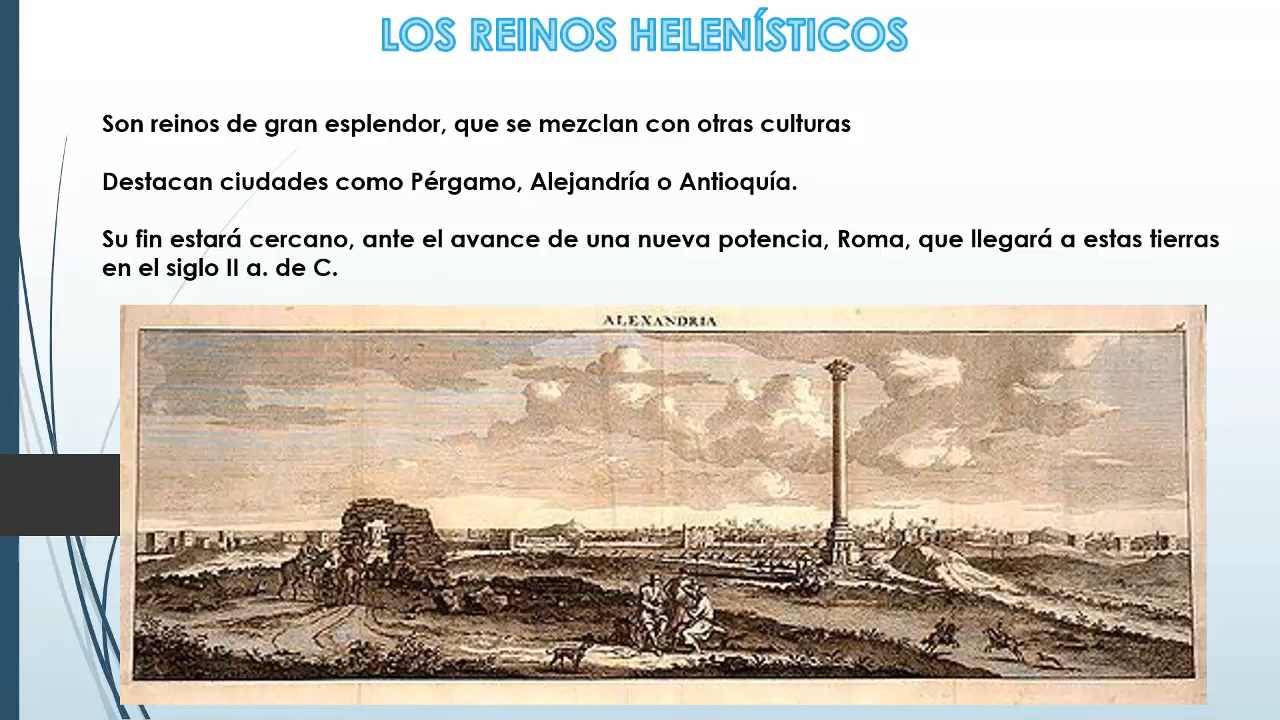 LOS REINOS HELENÍSTICOS
Son reinos de gran esplendor, que se mezclan con otras culturas
Destacan ciudades como Pérgamo, Alejandría o Antioquía.
Su fin estará cercano, ante el avance de una nueva potencia, Roma, que llegará a estas tierras
en el siglo II a. de C.
ALEXANDRIA